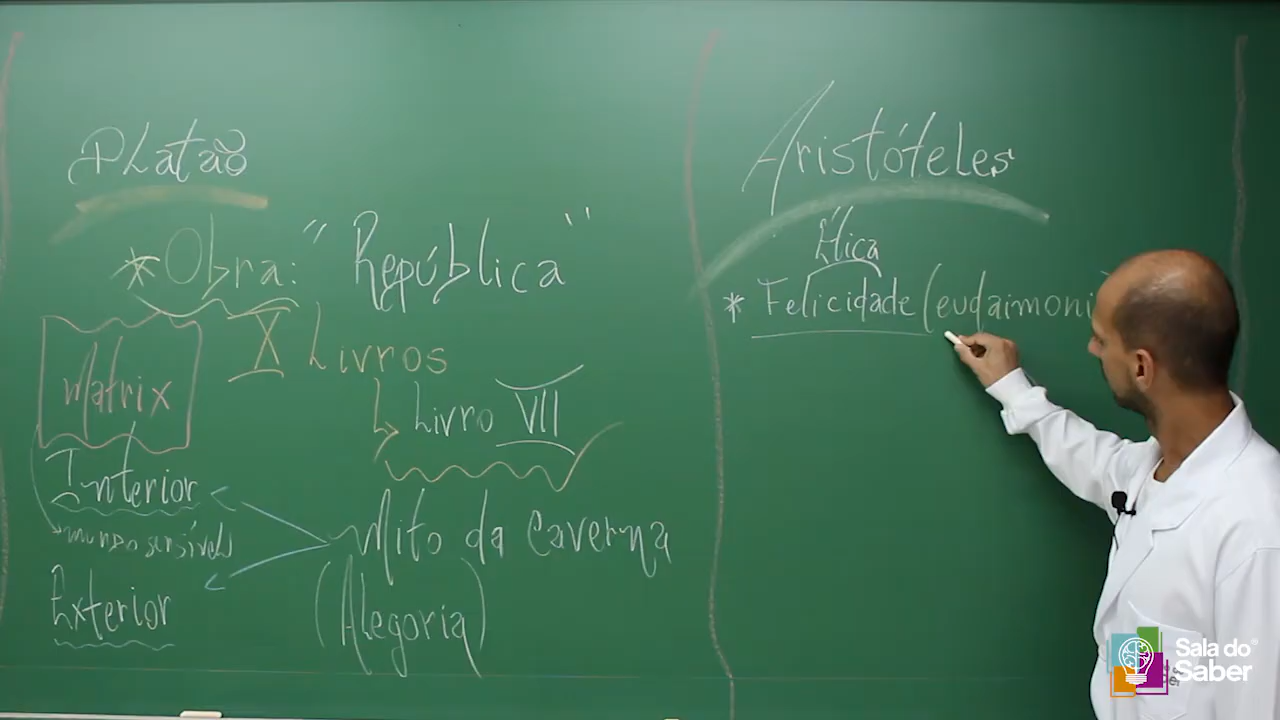 Platão
* Obra: "República"
X Livros
Livro VII
Matrix
Interior
mundo sensível
Exterior
Mito da Caverna
(Alegoria)
Aristóteles
Ética
* Felicidade (eudaimoni
Sala do
Saber